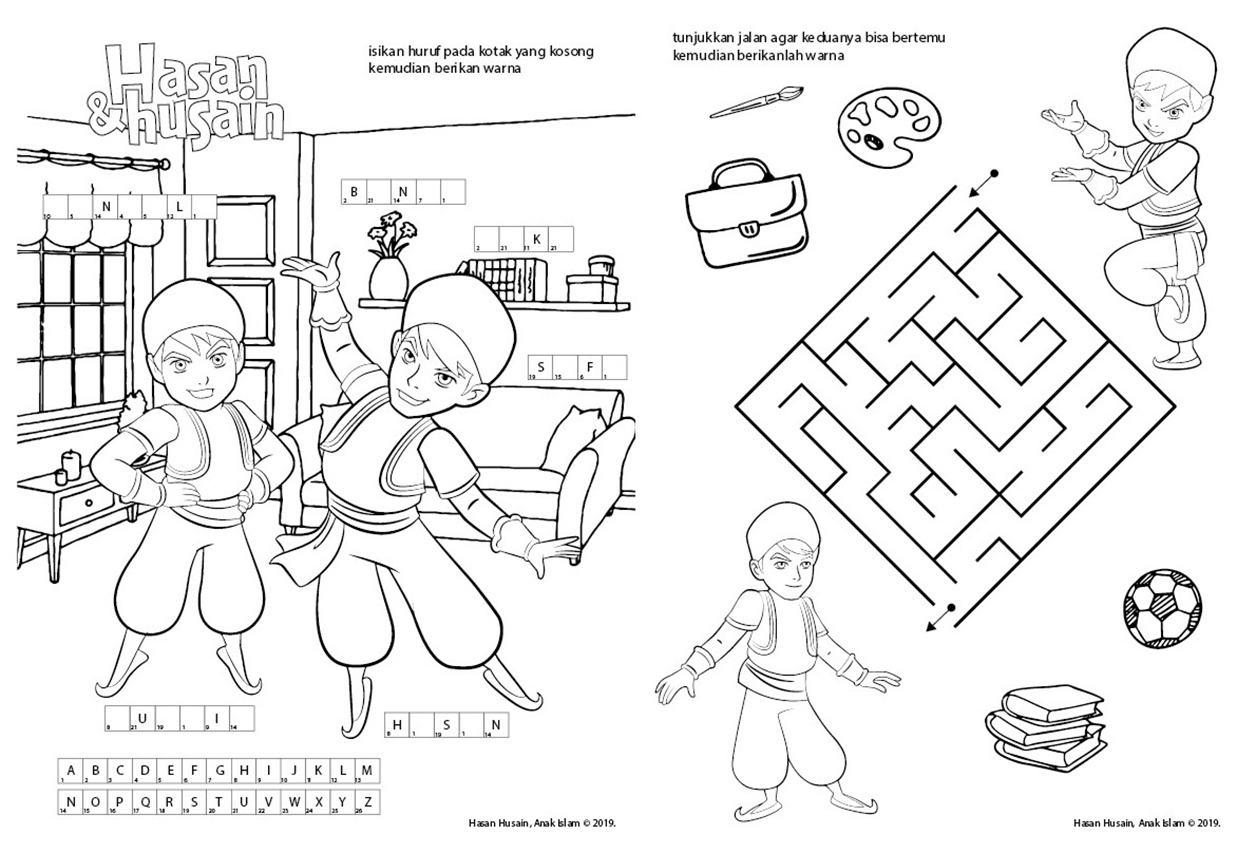 Hasan
&husain
isikan huruf pada kotak yang kosong
kemudian berikan warna
N L
10 5 14 4 5 12 1
B N
2 21 14 7 1
K
2 21 11 21
S F
19 15 6 1
U I
8 21 19 1 9 14
H S N
8 1 19 1 14
A B C D E F G H I J K L M
1 2 3 4 5 6 7 8 9 10 11 12 13
N O P Q R S T U V W X Y Z
14 15 16 17 18 19 20 21 22 23 24 25 26
Hasan Husain, Anak Islam © 2019.
tunjukkan jalan agar keduanya bisa bertemu
kemudian berikanlah warna
Hasan Husain, Anak Islam © 2019.